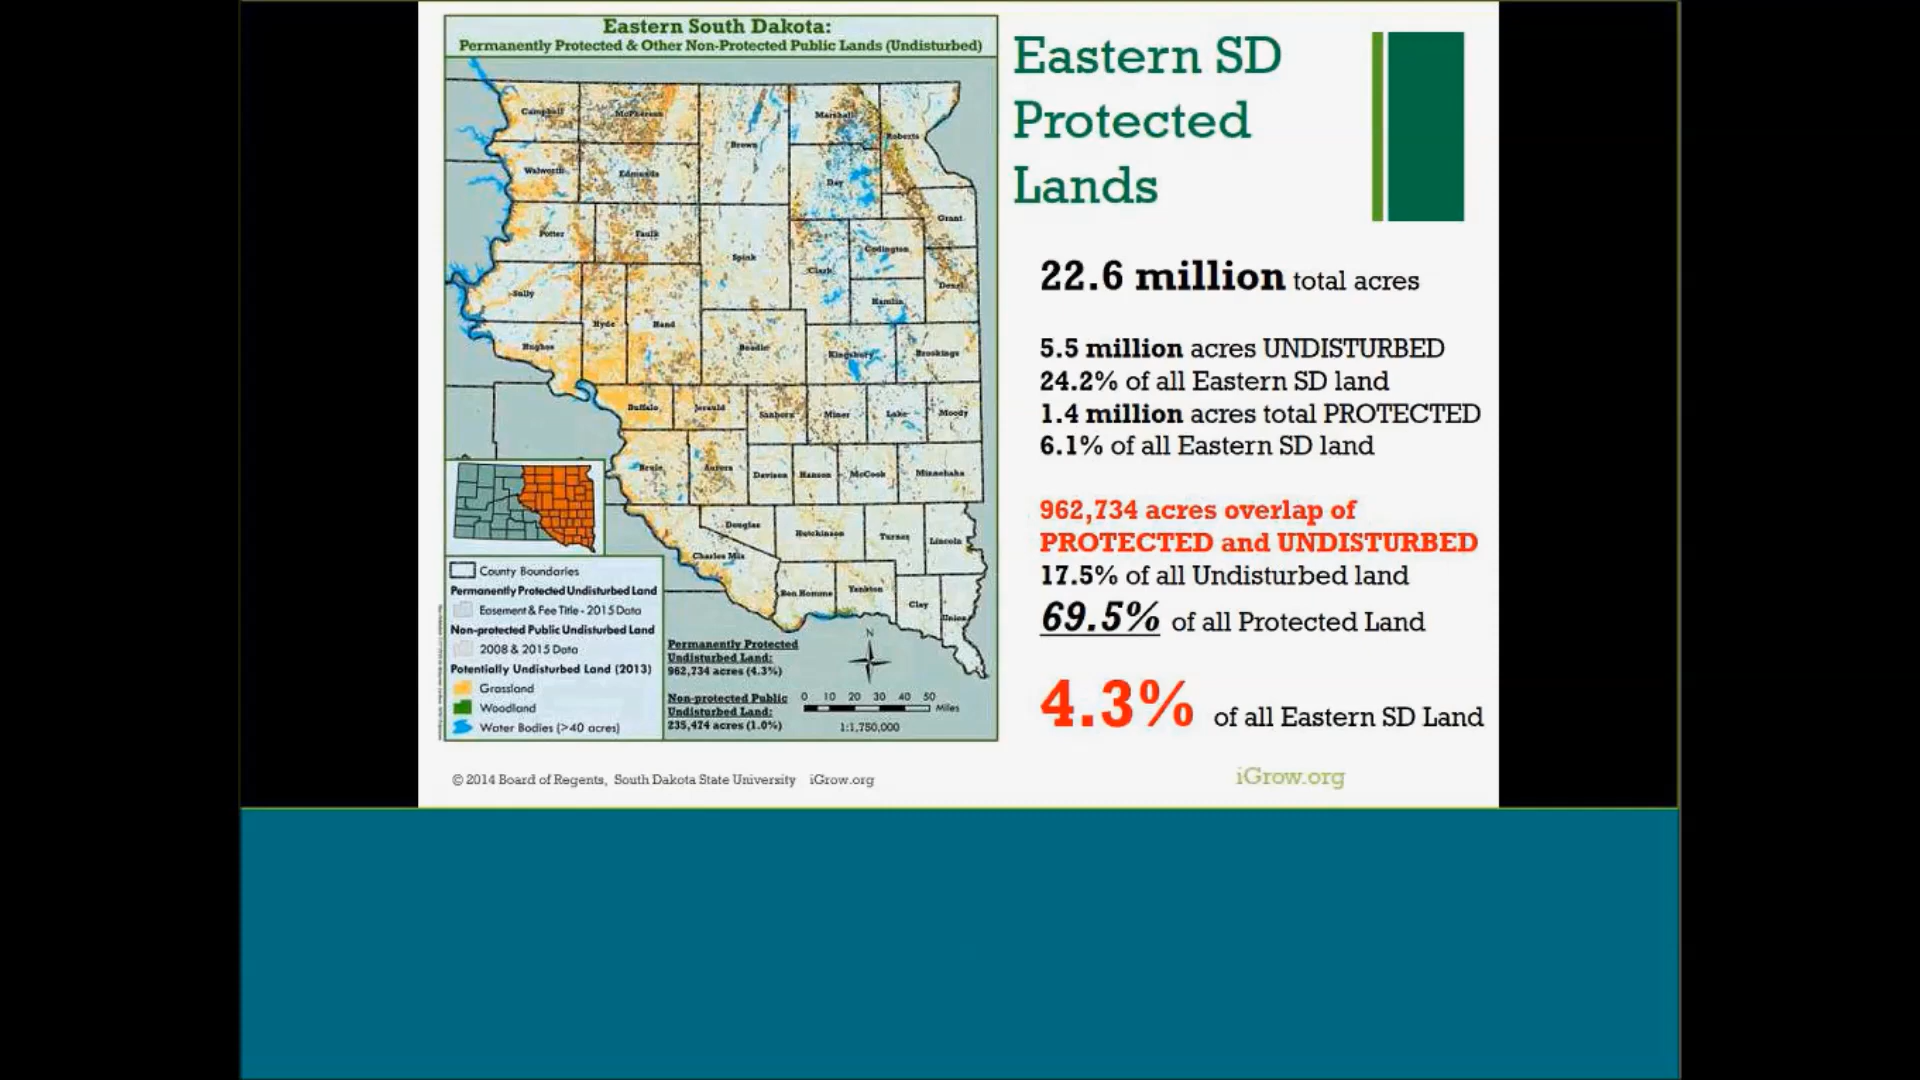 Eastern South Dakota:
Permanently Protected & Other Non-Protected Public Lands (Undisturbed)
Campbell
McPherson
Brown
Marshall
Roberts
Walworth
Edmunds
Day
Grant
Potter
Faulk
Spink
Clark
Codington
Deuel
Hamlin
Sully
Hyde
Hand
Hughes
Beadle
Kingsbury
Brookings
Buffalo
Jerauld
Sanborn
Miner
Lake
Moody
Brule
Aurora
Davison
Hanson
McCook
Minnehaha
Douglas
Hutchinson
Turner
Lincoln
Charles Mix
Bon Homme
Yankton
Clay
Union
County Boundaries
Permanently Protected Undisturbed Land
Easement & Fee Title - 2015 Data
Non-protected Public Undisturbed Land
2008 & 2015 Data
Potentially Undisturbed Land (2013)
Grassland
Woodland
Water Bodies (>40 acres)
Permanently Protected
Undisturbed Land:
962,734 acres (4.3%)
Non-protected Public
Undisturbed Land:
235,474 acres (1.0%)
N
0 10 20 30 40 50
Miles
1:1,750,000
Eastern SD
Protected
Lands
22.6 million total acres
5.5 million acres UNDISTURBED
24.2% of all Eastern SD land
1.4 million acres total PROTECTED
6.1% of all Eastern SD land
962,734 acres overlap of
PROTECTED and UNDISTURBED
17.5% of all Undisturbed land
69.5% of all Protected Land
4.3% of all Eastern SD Land
© 2014 Board of Regents, South Dakota State University iGrow.org
iGrow.org